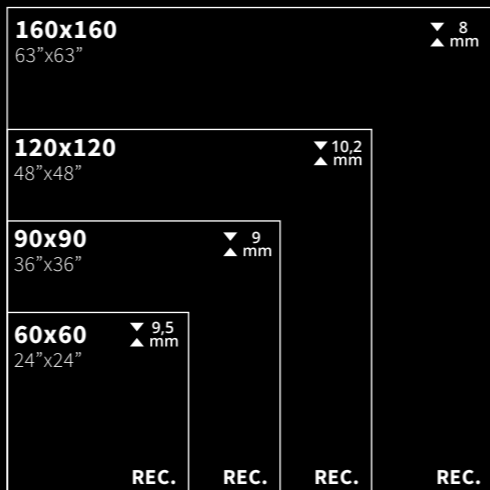 160x160
63”x63”
8
mm
120x120
48”x48”
10,2
mm
90x90
36”x36”
9
mm
60x60
24”x24”
9,5
mm
REC. REC. REC. REC.